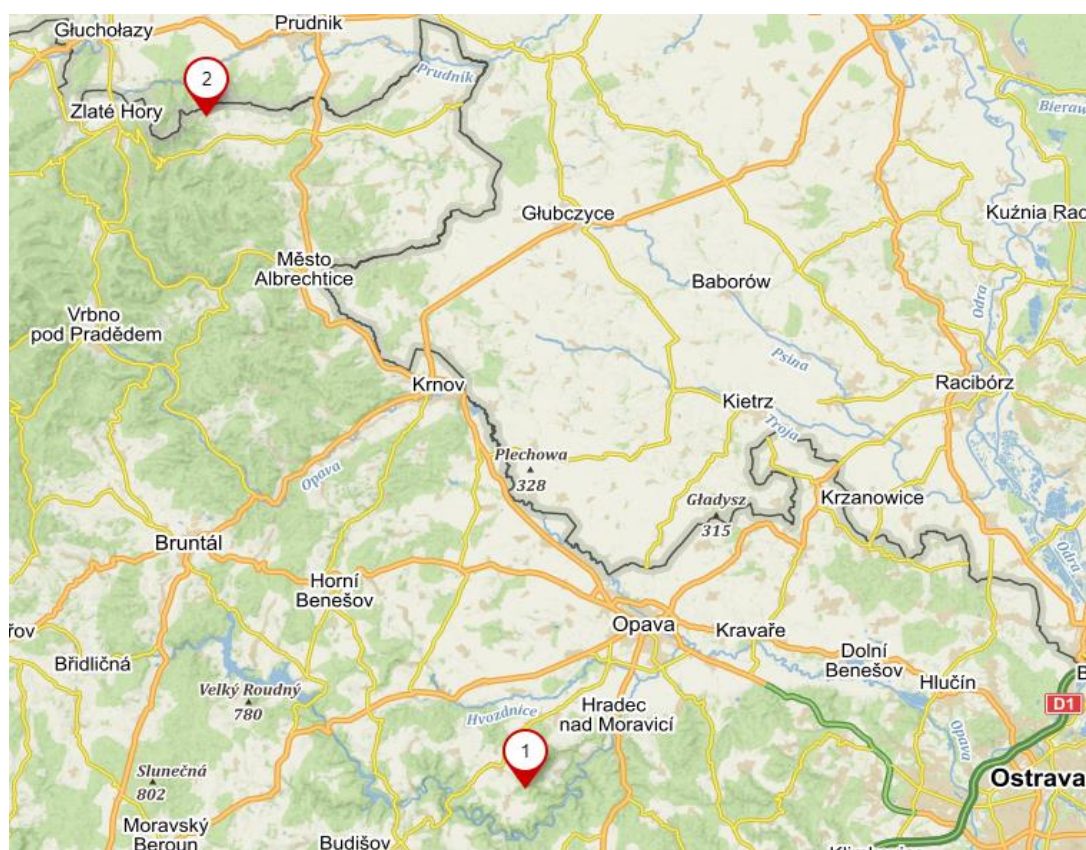 Głuchołazy
Prudnik
2
Prudnik
Zlaté Hory
Bieraw
Głubczyce
Kuźnia Rac
Město
Albrechtice
Baborów
Odra
Vrbno
pod Pradědem
Psina
Krnov
Racibórz
Kietrz
Troja
Plechowa
328
Opava
Gładysz
315
Krzanowice
Bruntál
Odra
Horní
Benešov
Opava
Kravaře
řov
Břidličná
Dolní
Benešov
Hlučín
B
Velký Roudný
780
Hvozdnice
Hradec
nad Moravicí
D1
Opava
1
Slunečná
802
Ostrava
Moravský
Beroun
Budišov